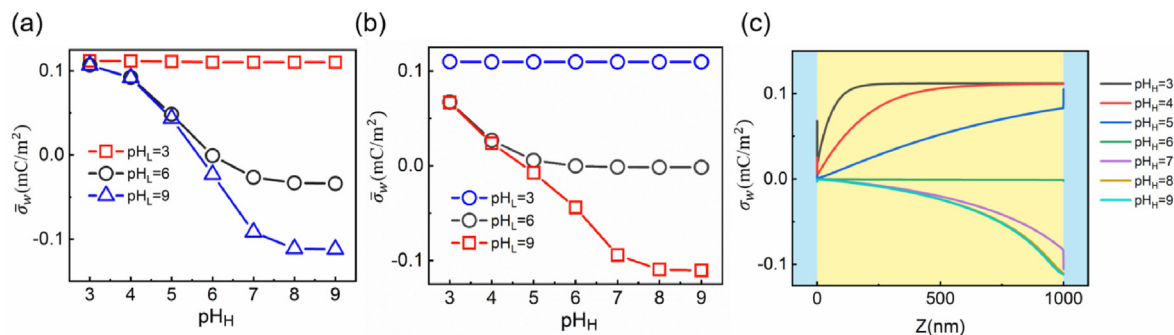 (a)
σ̄w(mC/m²)
0.1
0.0
-0.1
pHL=3
pHL=6
pHL=9
3 4 5 6 7 8 9
pHH
(b)
σ̄w(mC/m²)
0.1
0.0
-0.1
pHL=3
pHL=6
pHL=9
3 4 5 6 7 8 9
pHH
(c)
σw(mC/m²)
0.1
0.0
-0.1
0 500 1000
Z(nm)
pHH=3
pHH=4
pHH=5
pHH=6
pHH=7
pHH=8
pHH=9